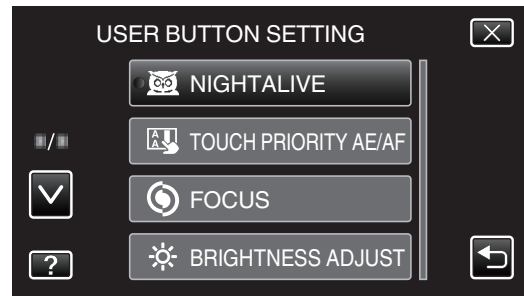 USER BUTTON SETTING
NIGHTALIVE
TOUCH PRIORITY AE/AF
FOCUS
BRIGHTNESS ADJUST
?